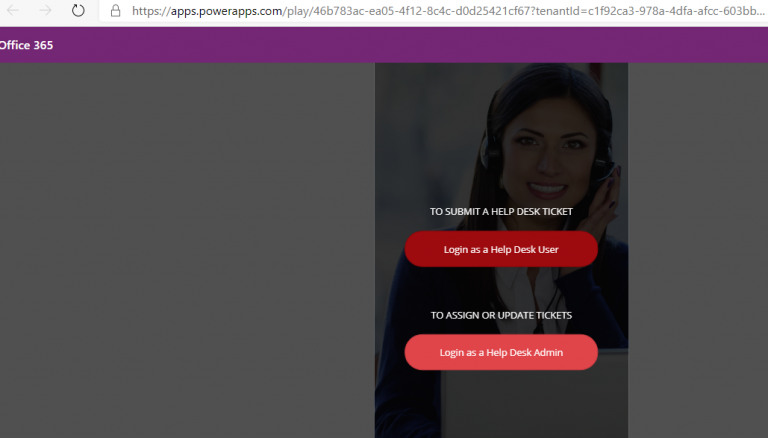 https://apps.powerapps.com/play/46b783ac-ea05-4f12-8c4c-d0d25421cf67?tenantId=c1f92ca3-978a-4dfa-afcc-603bb...
Office 365
TO SUBMIT A HELP DESK TICKET
Login as a Help Desk User
TO ASSIGN OR UPDATE TICKETS
Login as a Help Desk Admin